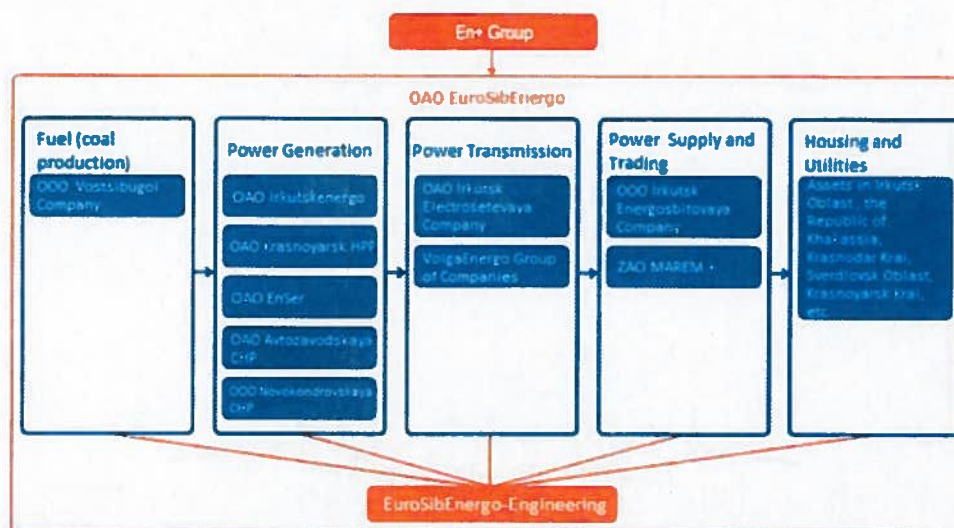 En+ Group
OAO EuroSibEnergo
Fuel (coal
production)
OOO Vostsibugol
Company
Power Generation
OAO Irkutskenergo
OAO Krasnoyarsk HPP
OAO EnSer
OAO Avtozavodskaya
CHP
OOO Novokondrovskaya
CHP
Power Transmission
OAO Irkutsk
Electrosetevaya
Company
VolgaEnergo Group
of Companies
Power Supply and
Trading
OOO Irkutsk
Energosbitovaya
Company
ZAO MAREM +
Housing and
Utilities
Assets in Irkutsk
Oblast, the
Republic of
Khakassia,
Krasnodar Krai,
Sverdlovsk Oblast,
Krasnoyarsk Krai,
etc.
EuroSibEnergo-Engineering